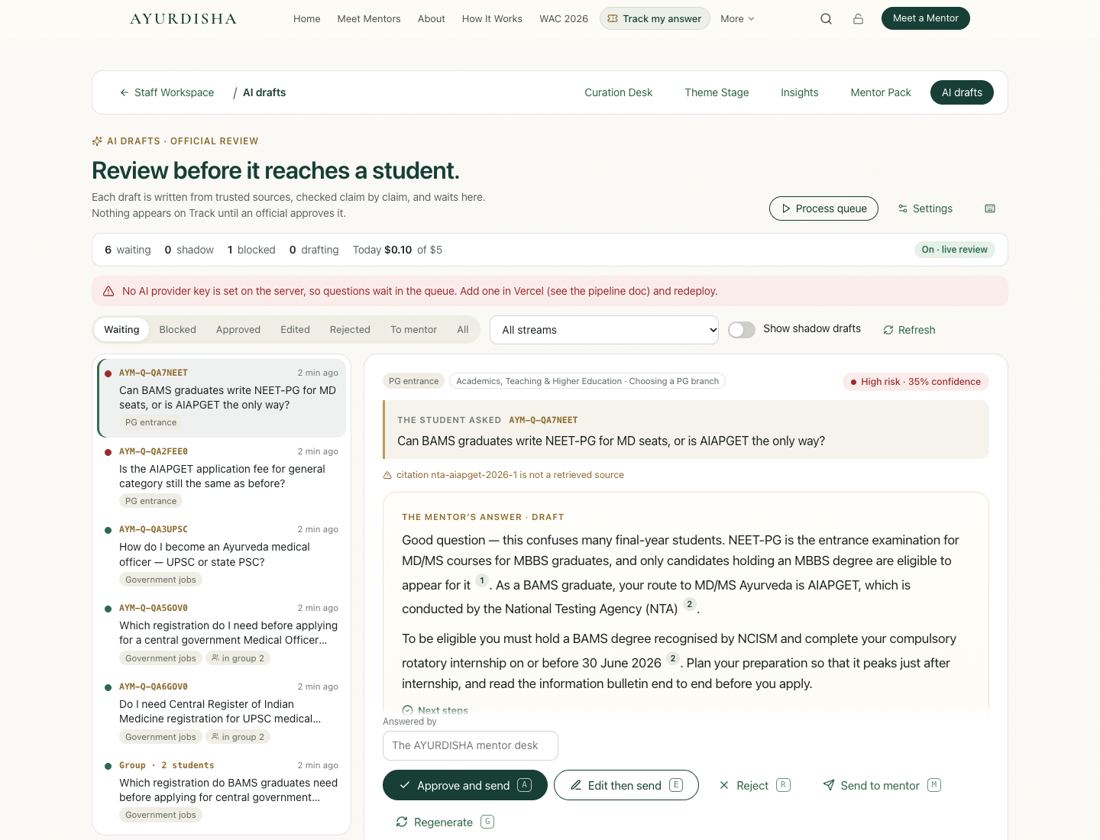 AYURDISHA
Home Meet Mentors About How It Works WAC 2026 Track my answer More Meet a Mentor
Staff Workspace / AI drafts Curation Desk Theme Stage Insights Mentor Pack AI drafts
AI DRAFTS · OFFICIAL REVIEW
Review before it reaches a student.
Each draft is written from trusted sources, checked claim by claim, and waits here.
Nothing appears on Track until an official approves it.
Process queue Settings
6 waiting 0 shadow 1 blocked 0 drafting Today $0.10 of $5 On · live review
No AI provider key is set on the server, so questions wait in the queue. Add one in Vercel (see the pipeline doc) and redeploy.
Waiting Blocked Approved Edited Rejected To mentor All All streams Show shadow drafts Refresh
AYM-Q-QA7NEET 2 min ago
Can BAMS graduates write NEET-PG for MD
seats, or is AIAPGET the only way?
PG entrance
AYM-Q-QA2FEE0 2 min ago
Is the AIAPGET application fee for general
category still the same as before?
PG entrance
AYM-Q-QA3UPSC 2 min ago
How do I become an Ayurveda medical
officer — UPSC or state PSC?
Government jobs
AYM-Q-QA5GOV0 2 min ago
Which registration do I need before applying
for a central government Medical Officer...
Government jobs in group 2
AYM-Q-QA6GOV0 2 min ago
Do I need Central Register of Indian
Medicine registration for UPSC medical...
Government jobs in group 2
Group · 2 students 2 min ago
Which registration do BAMS graduates need
before applying for central government...
Government jobs
PG entrance Academics, Teaching & Higher Education · Choosing a PG branch High risk · 35% confidence
THE STUDENT ASKED AYM-Q-QA7NEET
Can BAMS graduates write NEET-PG for MD seats, or is AIAPGET the only way?
citation nta-aiapget-2026-1 is not a retrieved source
THE MENTOR'S ANSWER · DRAFT
Good question — this confuses many final-year students. NEET-PG is the entrance examination for
MD/MS courses for MBBS graduates, and only candidates holding an MBBS degree are eligible to
appear for it 1. As a BAMS graduate, your route to MD/MS Ayurveda is AIAPGET, which is
conducted by the National Testing Agency (NTA) 2.
To be eligible you must hold a BAMS degree recognised by NCISM and complete your compulsory
rotatory internship on or before 30 June 2026 2. Plan your preparation so that it peaks just after
internship, and read the information bulletin end to end before you apply.
Next steps
Answered by
The AYURDISHA mentor desk
Approve and send A Edit then send E Reject R Send to mentor M
Regenerate G